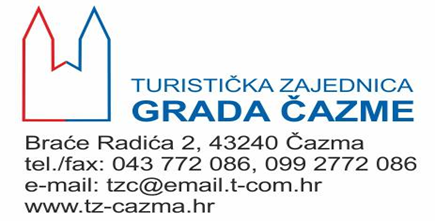 TURISTIČKA ZAJEDNICA
GRADA ČAZME
Braće Radića 2, 43240 Čazma
tel./fax: 043 772 086, 099 2772 086
e-mail: tzc@email.t-com.hr
www.tz-cazma.hr